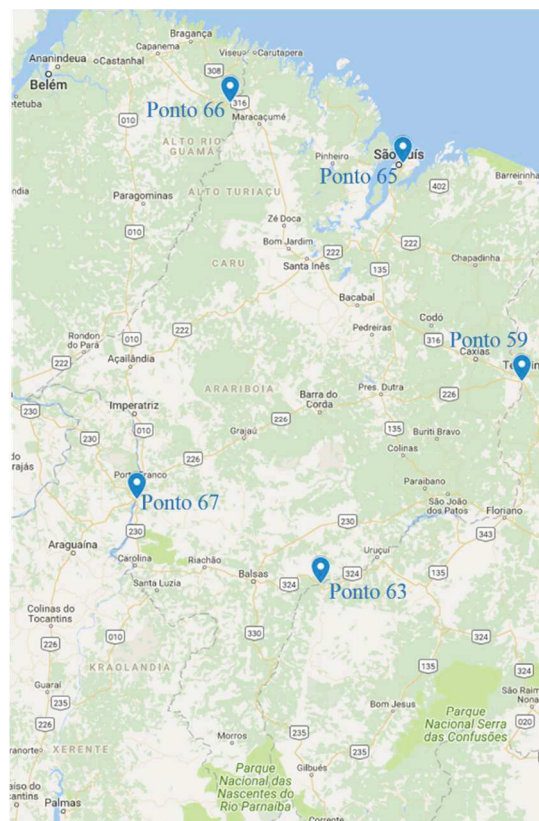 Bragança
Ananindeua
Capanema
Viseu
Carutapera
Castanhal
Belém
308
Ponto 66
316
Maracaçumé
010
ALTO RIO
GUAMÁ
Pinheiro
São Luís
Ponto 65
402
Barreirinha
Paragominas
ALTO TURIAÇU
Zé Doca
010
Bom Jardim
222
222
CARU
Santa Inês
135
Chapadinha
Bacabal
Codó
Rondon
do Pará
010
222
Pedreiras
316
Ponto 59
Caxias
222
Açailândia
ARARIBOIA
Barra do
Corda
Pres. Dutra
226
230
Imperatriz
230
010
226
Grajaú
135
Buriti Bravo
Colinas
226
Ponto 67
Paraibano
São João
dos Patos
Floriano
230
230
343
Araguaína
Carolina
Riachão
Balsas
Uruçuí
324
324
135
Santa Luzia
Ponto 63
Colinas do
Tocantins
010
330
324
226
KRAOLANDIA
135
324
Guaraí
235
São Raim
Nona
226
Bom Jesus
Parque
Nacional Serra
das Confusões
020
Morros
235
235
XERENTE
Gilbués
Parque
Nacional das
Nascentes do
Rio Parnaíba
235
Palmas
Corrente